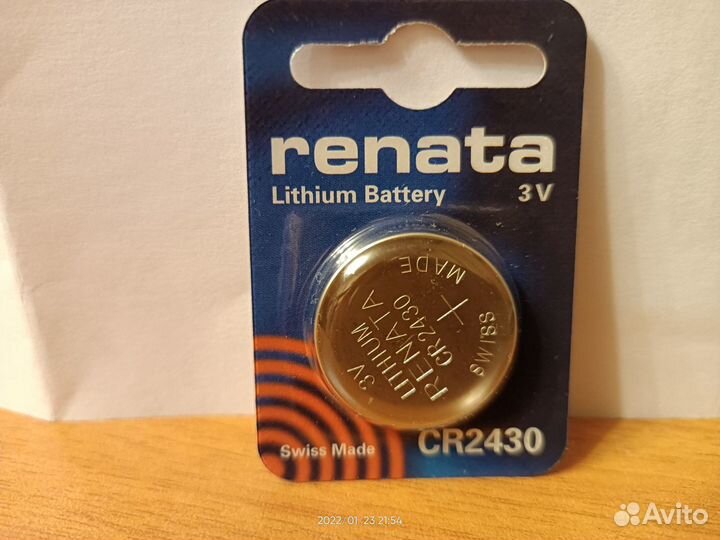 renata
Lithium Battery 3V
MADE
SWISS
3V
LITHIUM
RENATA
CR2430
+
Swiss Made CR2430
2022-01-23 21:54
Avito